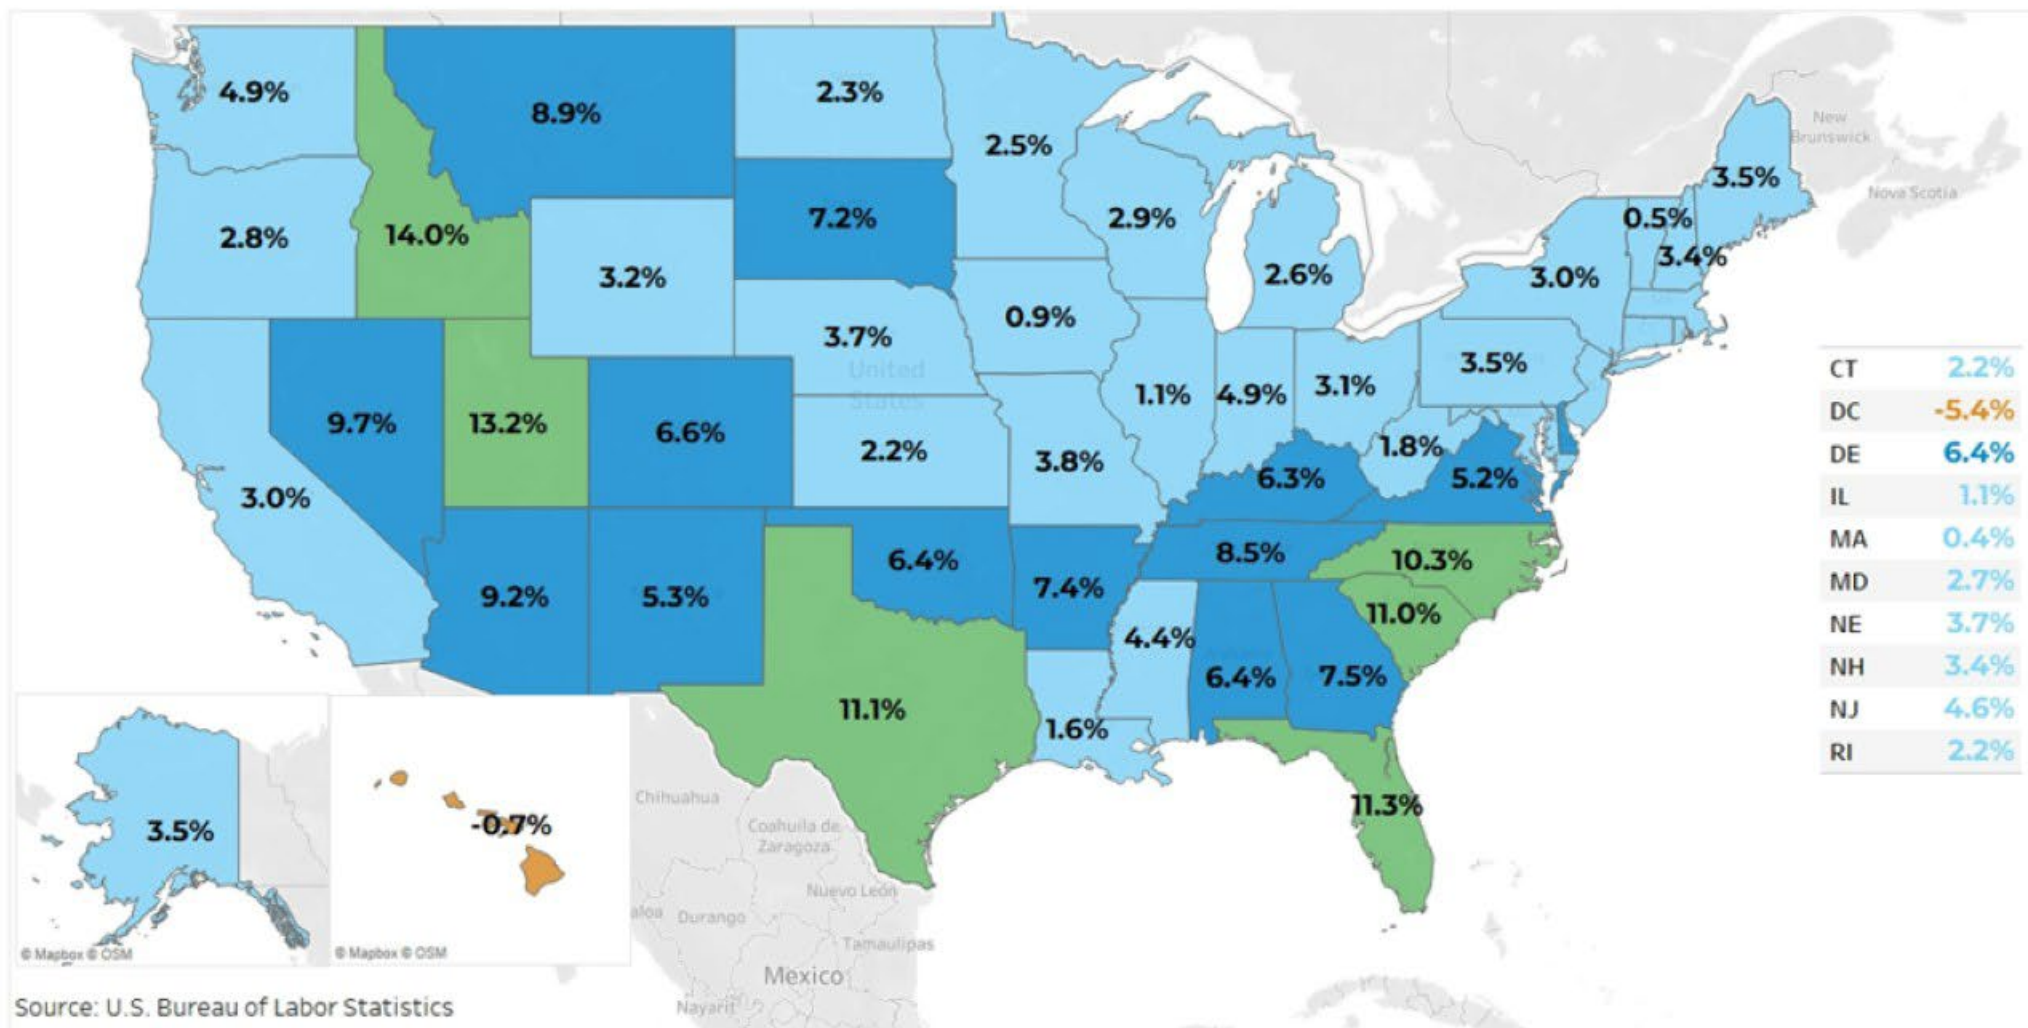 4.9%
8.9%
2.3%
2.5%
New
Brunswick
3.5%
Nova Scotia
2.8%
14.0%
7.2%
2.9%
0.5%
3.4%
3.2%
2.6%
3.0%
3.7%
0.9%
United
States
3.5%
9.7%
13.2%
6.6%
2.2%
3.8%
1.1%
4.9%
3.1%
1.8%
6.3%
5.2%
3.0%
9.2%
5.3%
6.4%
7.4%
8.5%
10.3%
11.0%
4.4%
6.4%
7.5%
11.1%
1.6%
11.3%
CT 2.2%
DC -5.4%
DE 6.4%
IL 1.1%
MA 0.4%
MD 2.7%
NE 3.7%
NH 3.4%
NJ 4.6%
RI 2.2%
3.5%
-0.7%
© Mapbox © OSM
© Mapbox © OSM
Chihuahua
Coahuila de
Zaragoza
Nuevo León
aloa
Durango
Tamaulipas
Mexico
Nayarit
Source: U.S. Bureau of Labor Statistics